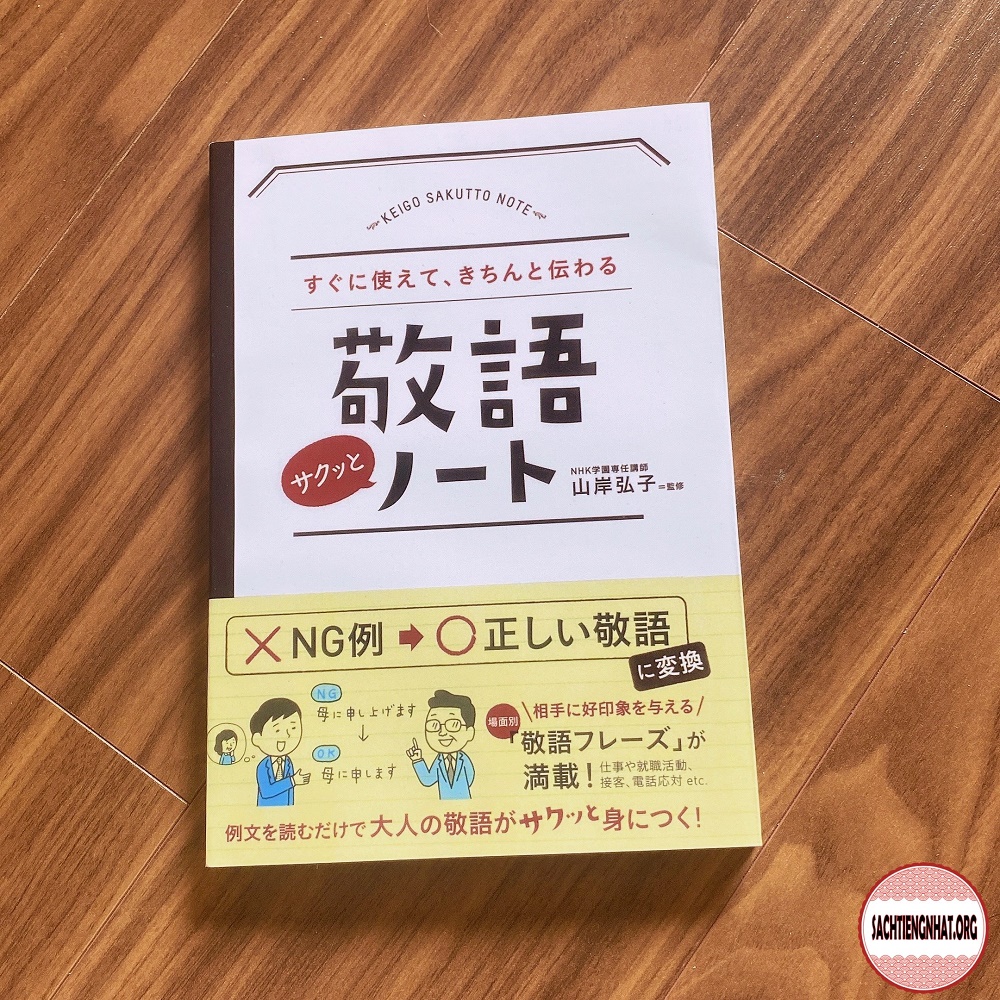 KEIGO SAKUTTO NOTE
すぐに使えて、きちんと伝わる
敬語
サクッと
ノート
NHK学園専任講師
山岸弘子=監修
×NG例→○正しい敬語
に変換
NG
母に申し上げます
↓
OK
母に申します
場面別
\相手に好印象を与える/
「敬語フレーズ」が
満載!
仕事や就職活動、
接客、電話応対 etc.
例文を読むだけで大人の敬語がサクッと身につく!
SACHTIENGNHAT.ORG